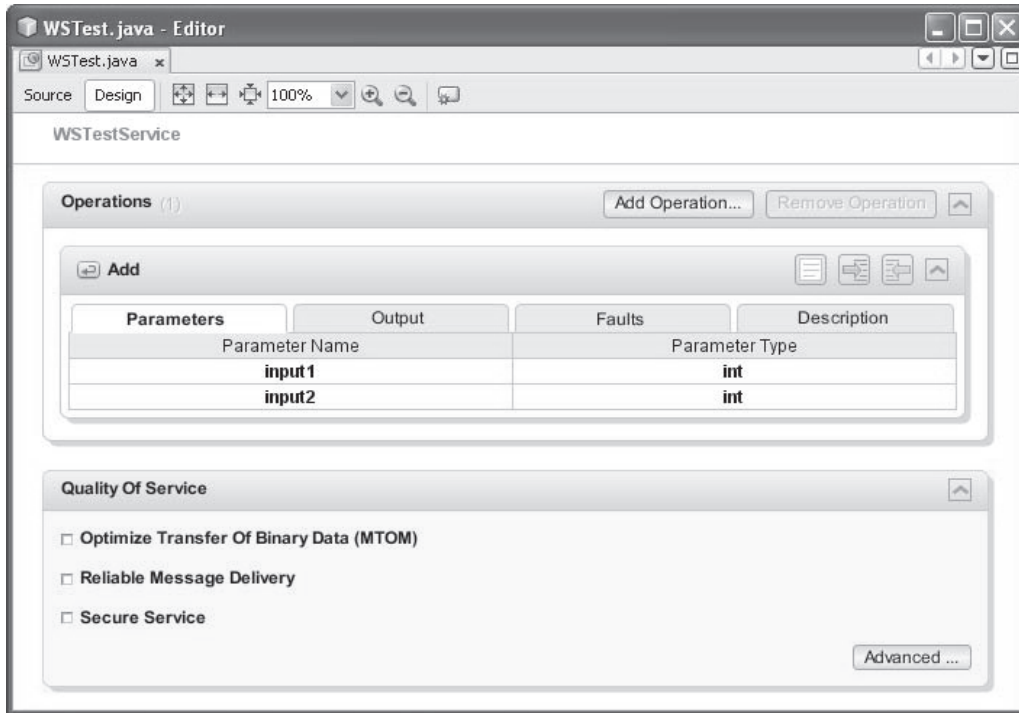 WSTest.java - Editor
WSTest.java x
Source Design 100%
WSTestService
Operations (1) Add Operation... Remove Operation
Add
Parameters Output Faults Description
Parameter Name Parameter Type
input1 int
input2 int
Quality Of Service
Optimize Transfer Of Binary Data (MTOM)
Reliable Message Delivery
Secure Service
Advanced ...